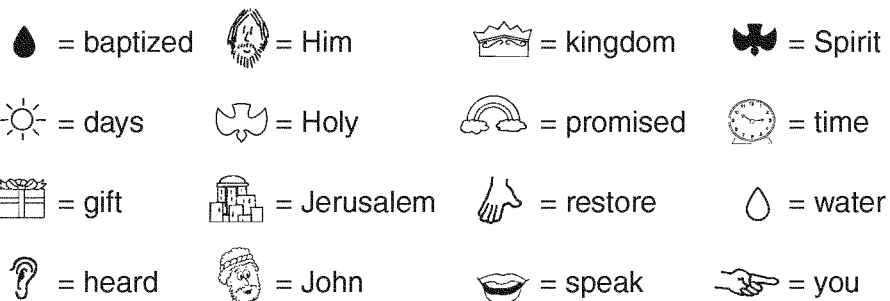 = baptized = Him = kingdom = Spirit
= days = Holy = promised = time
= gift = Jerusalem = restore = water
= heard = John = speak = you